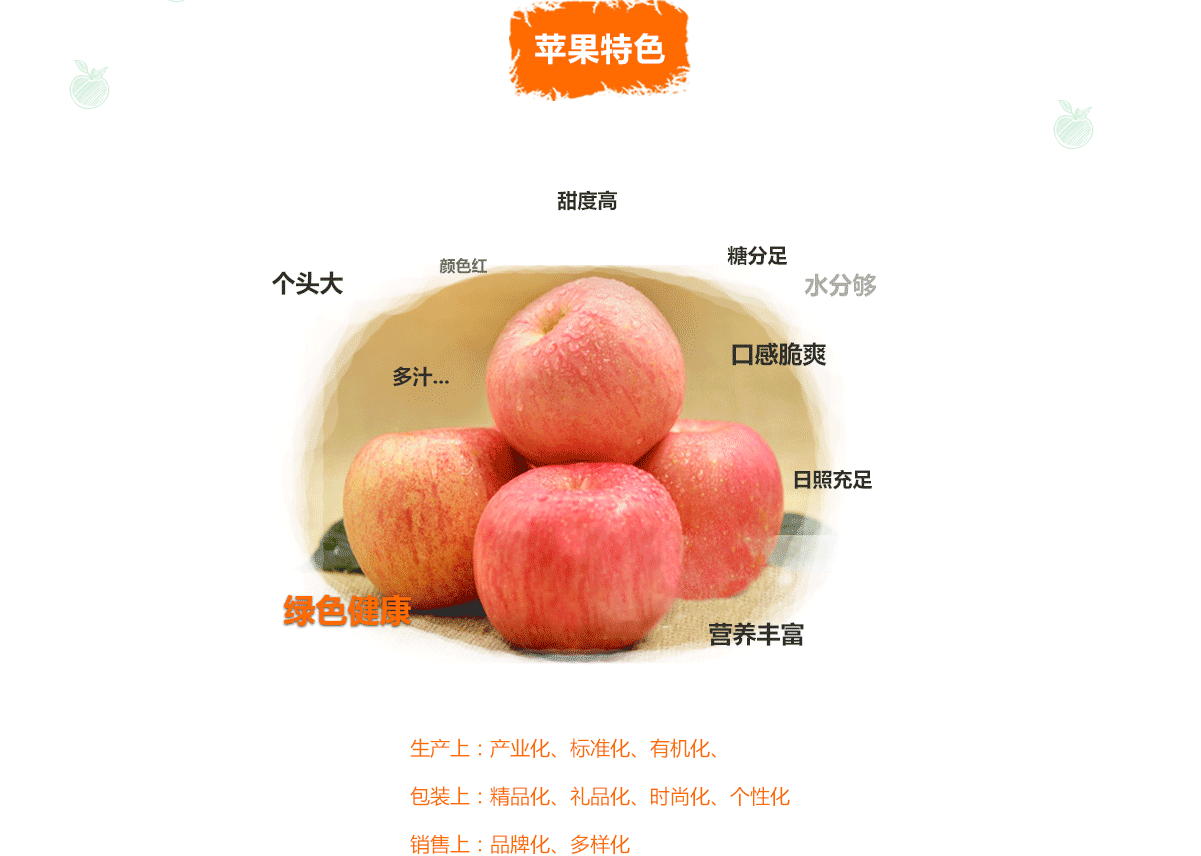 苹果特色
甜度高
糖分足
颜色红
个头大
水分够
口感脆爽
多汁...
日照充足
绿色健康
营养丰富
生产上：产业化、标准化、有机化、
包装上：精品化、礼品化、时尚化、个性化
销售上：品牌化、多样化